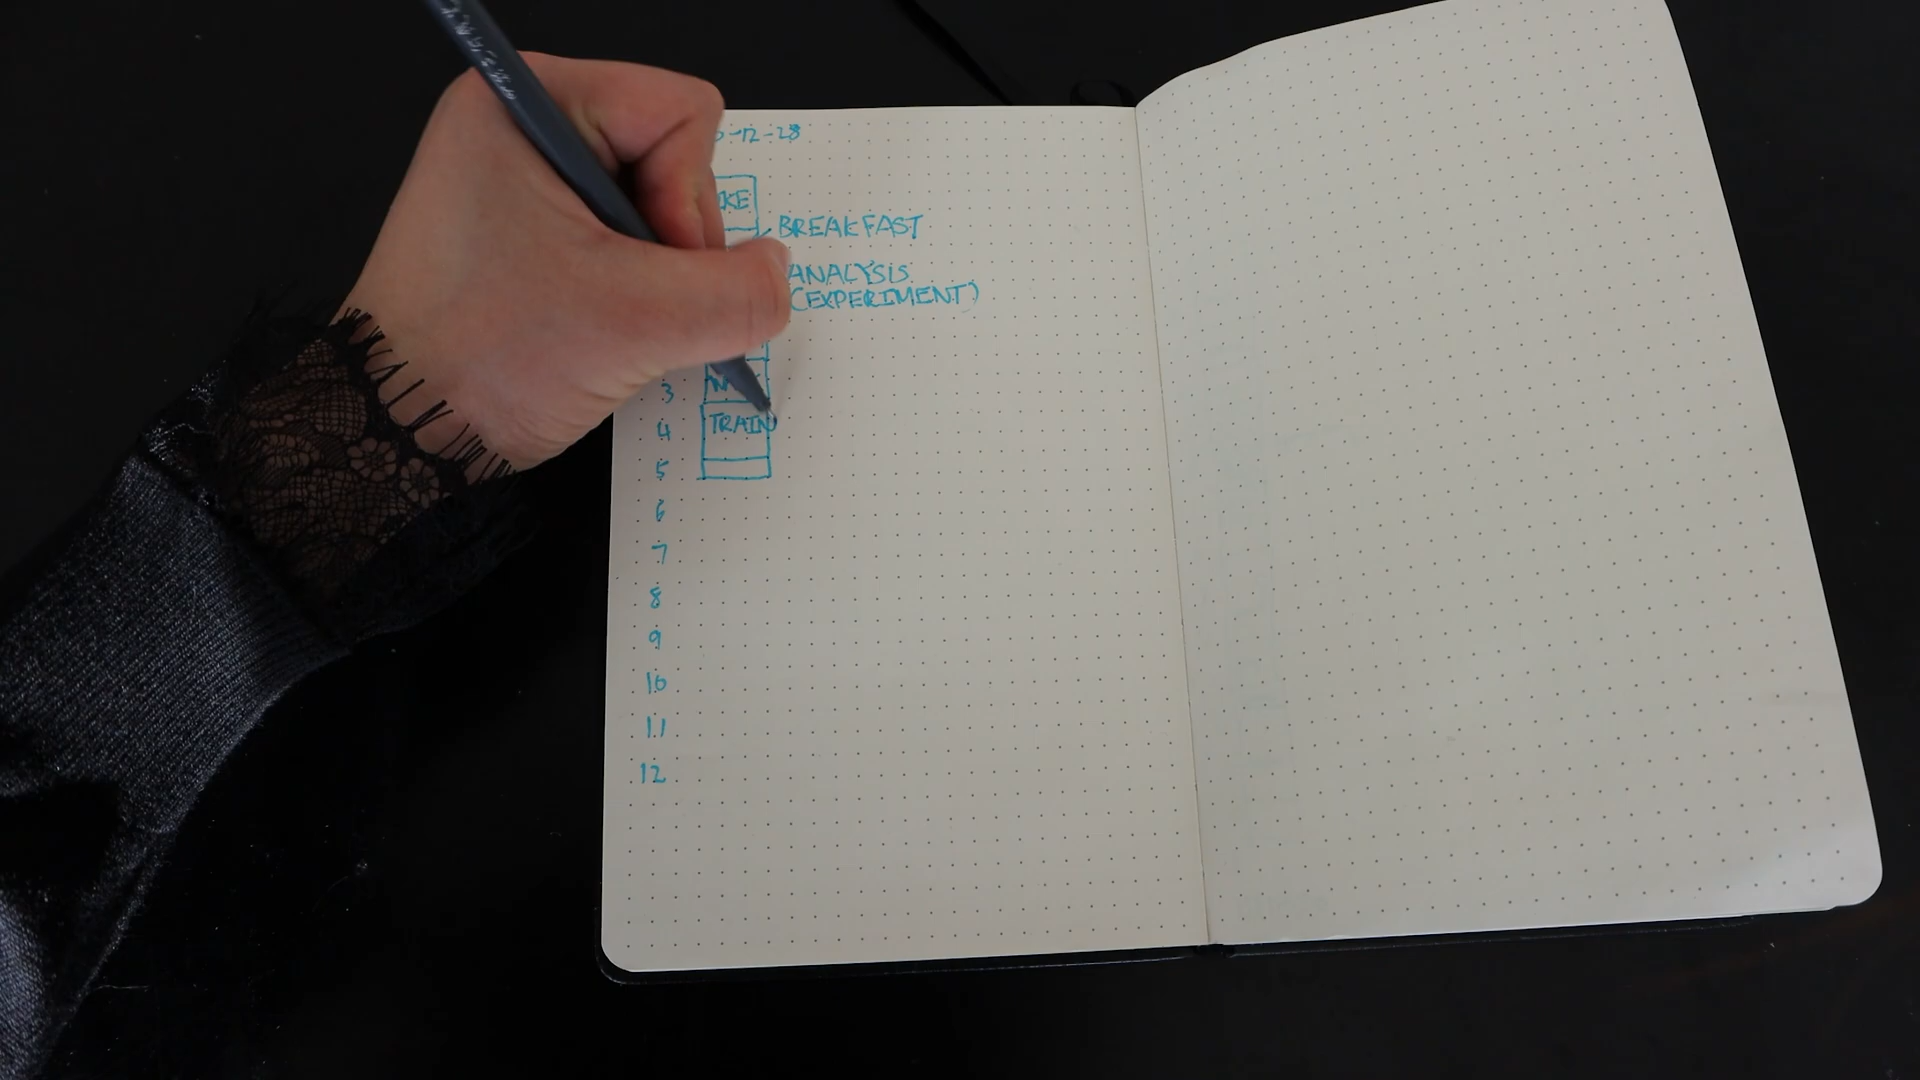 -12-28
BREAKFAST
ANALYSIS
(EXPERIMENT)
3
4 TRAIN
5
6
7
8
9
10
11
12